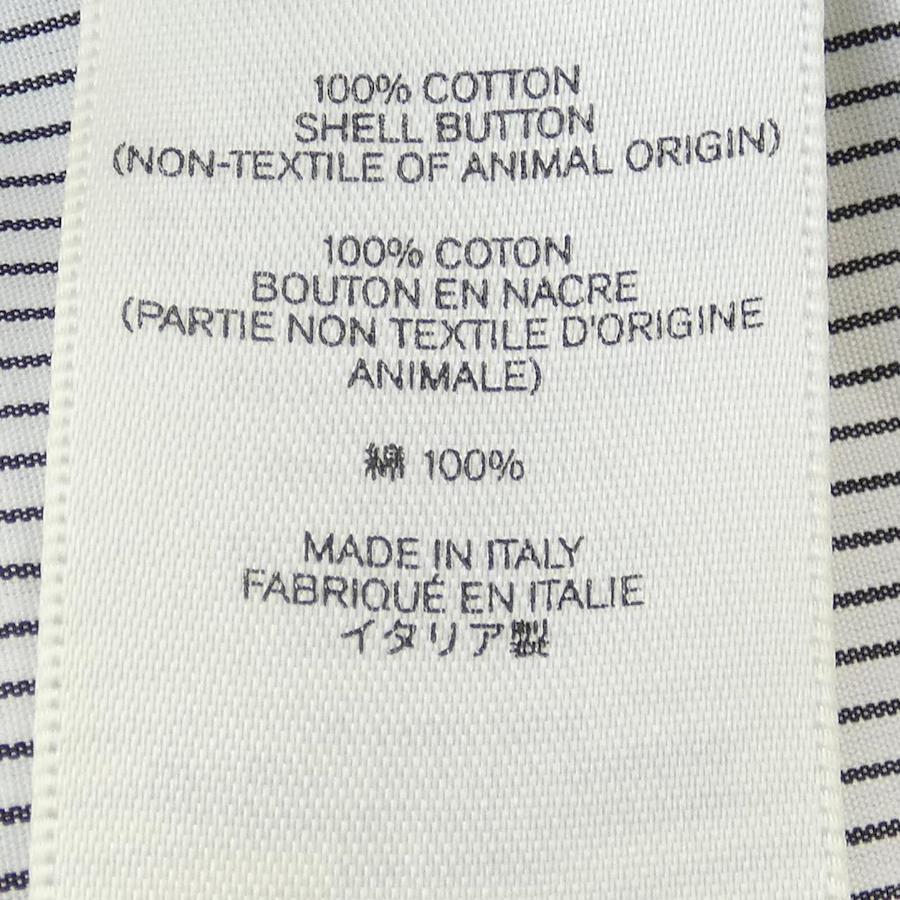 100% COTTON
SHELL BUTTON
(NON-TEXTILE OF ANIMAL ORIGIN)
100% COTON
BOUTON EN NACRE
(PARTIE NON TEXTILE D'ORIGINE
ANIMALE)
綿 100%
MADE IN ITALY
FABRIQUÉ EN ITALIE
イタリア製